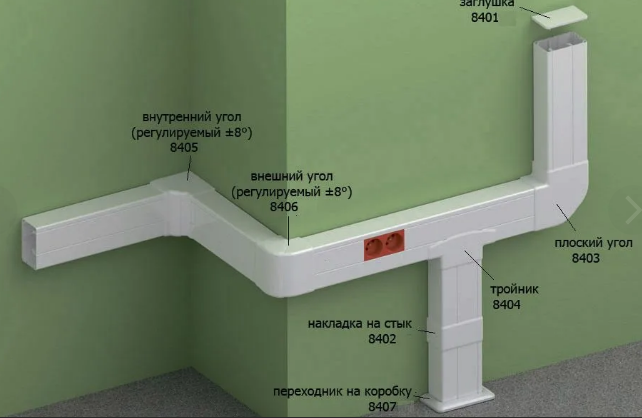 заглушка
8401
внутренний угол
(регулируемый ±8°)
8405
внешний угол
(регулируемый ±8°)
8406
плоский угол
8403
тройник
8404
накладка на стык
8402
переходник на коробку
8407